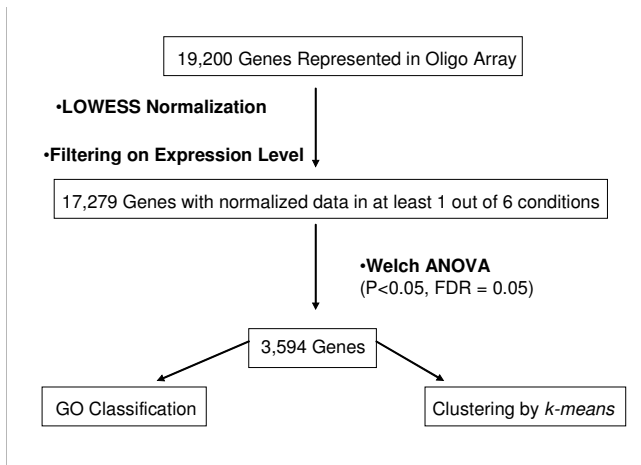 19,200 Genes Represented in Oligo Array
•LOWESS Normalization
•Filtering on Expression Level
17,279 Genes with normalized data in at least 1 out of 6 conditions
•Welch ANOVA
(P<0.05, FDR = 0.05)
3,594 Genes
GO Classification
Clustering by k-means